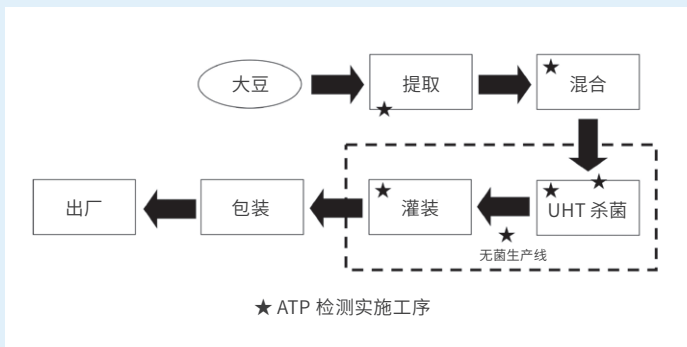 大豆
提取
混合
出厂
包装
灌装
UHT 杀菌
无菌生产线
★ ATP 检测实施工序